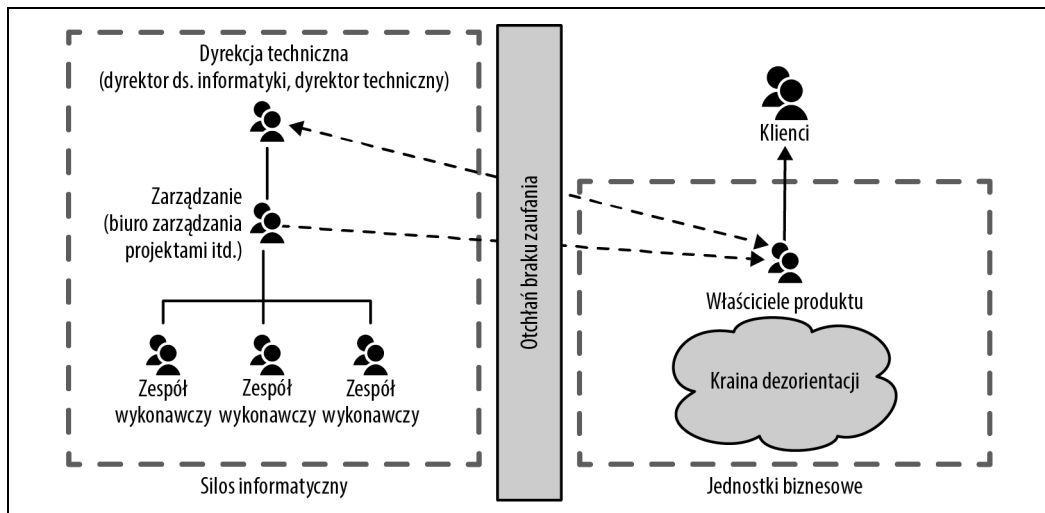 Dyrekcja techniczna
(dyrektor ds. informatyki, dyrektor techniczny)
Zarządzanie
(biuro zarządzania
projektami itd.)
Zespół
wykonawczy
Zespół
wykonawczy
Zespół
wykonawczy
Silos informatyczny
Otchłań braku zaufania
Klienci
Właściciele produktu
Kraina dezorientacji
Jednostki biznesowe